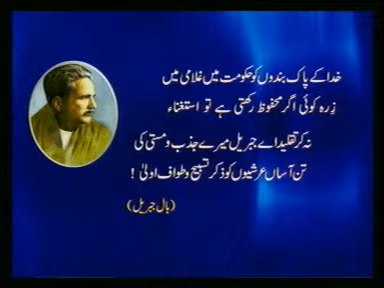 خدا کے پاک بندوں کو حکومت میں غلامی میں
زِرہ کوئی اگر محفوظ رکھتی ہے تو استغناء
نہ کر تقلید اے جبریل میرے جذب و مستی کی
تن آساں عرشیوں کو ذکر تسبیح و طواف اولیٰ !
(بال جبریل)